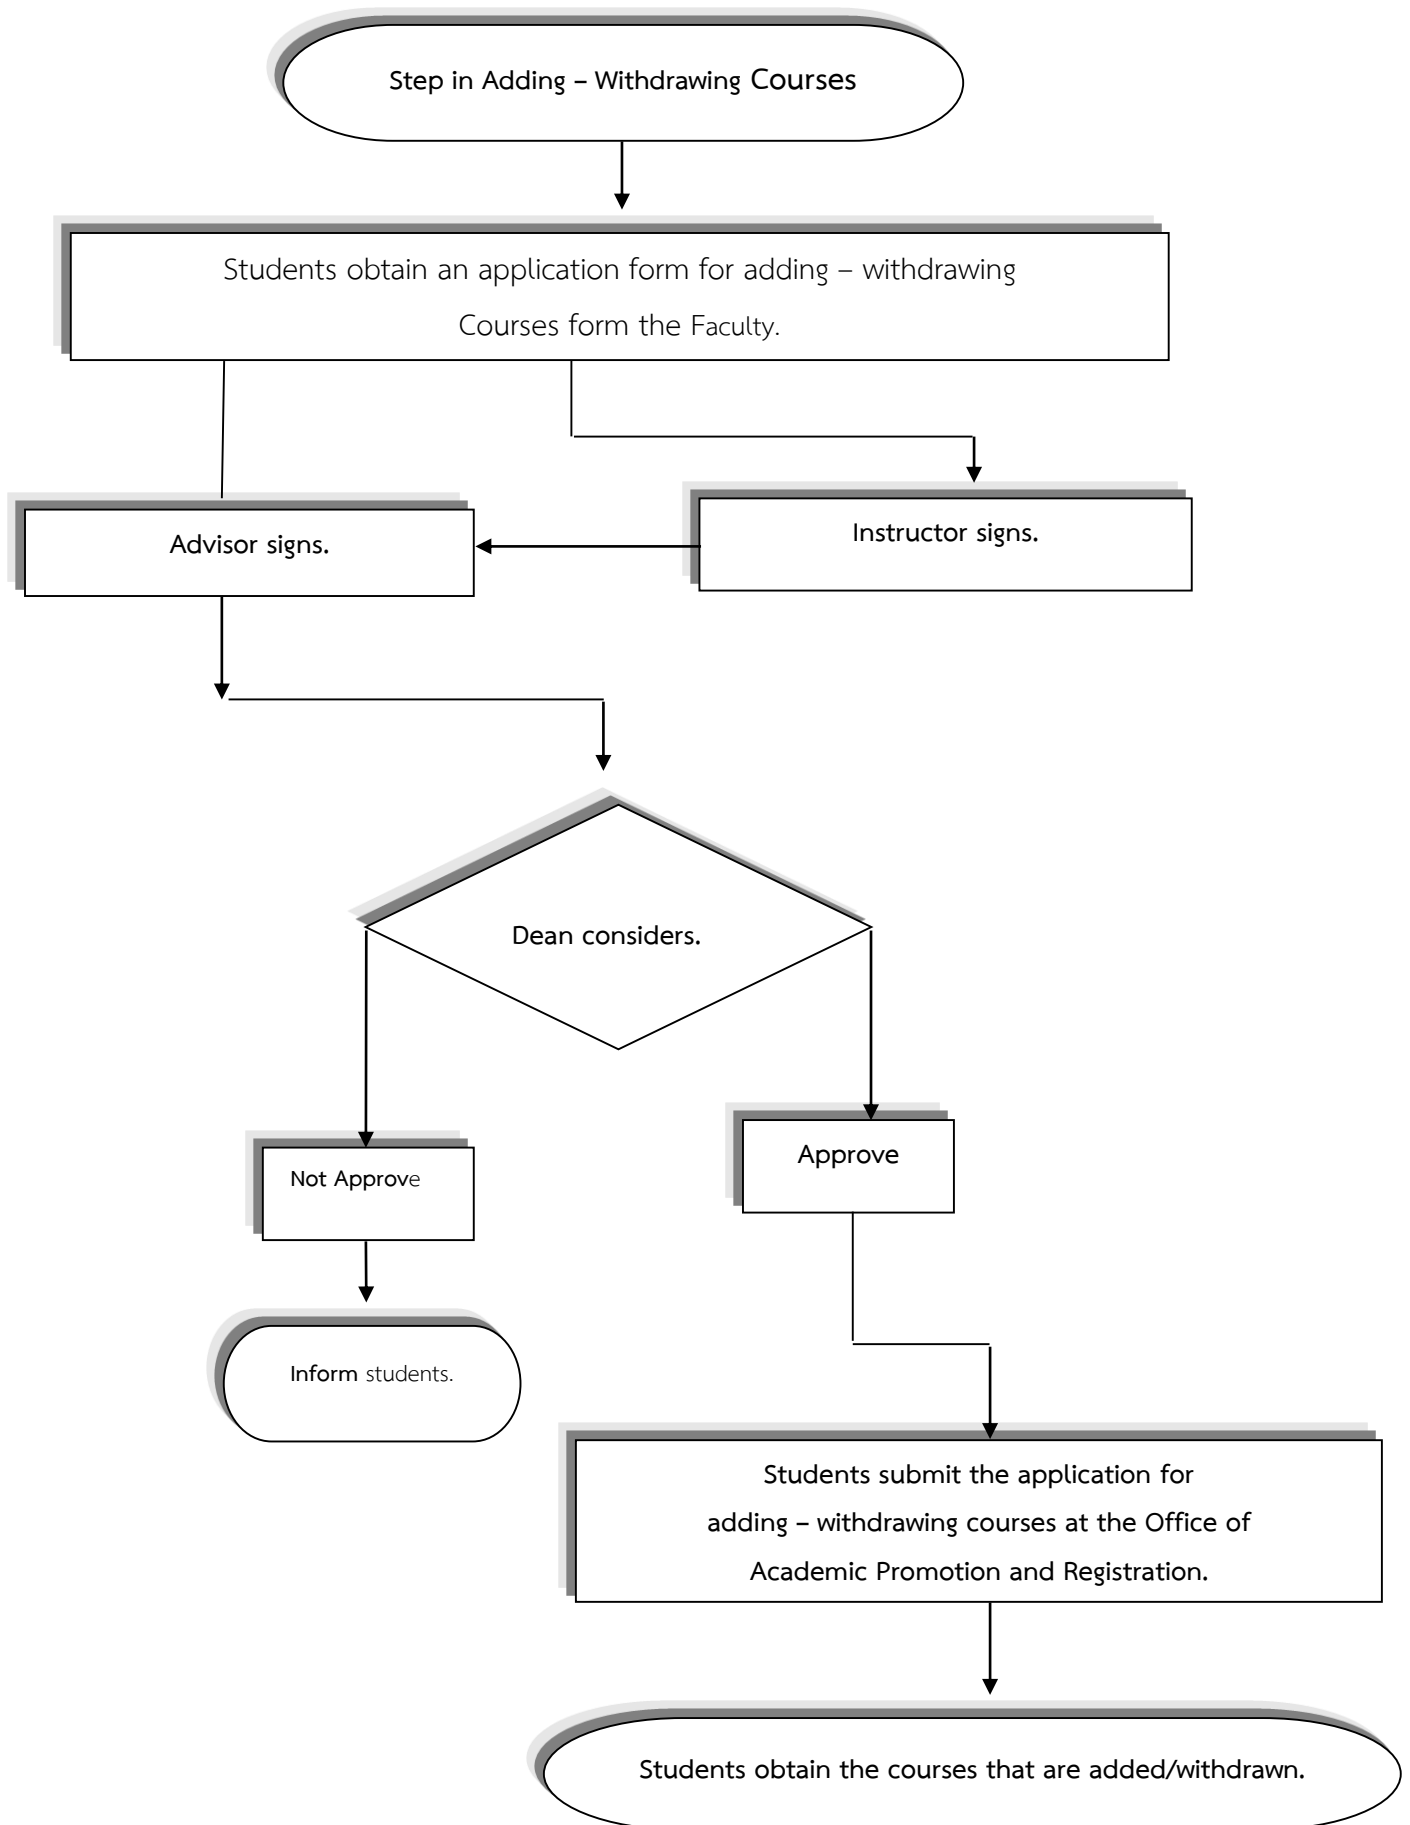 Step in Adding – Withdrawing Courses
Students obtain an application form for adding – withdrawing
Courses form the Faculty.
Advisor signs.
Instructor signs.
Dean considers.
Not Approve
Approve
Inform students.
Students submit the application for
adding – withdrawing courses at the Office of
Academic Promotion and Registration.
Students obtain the courses that are added/withdrawn.